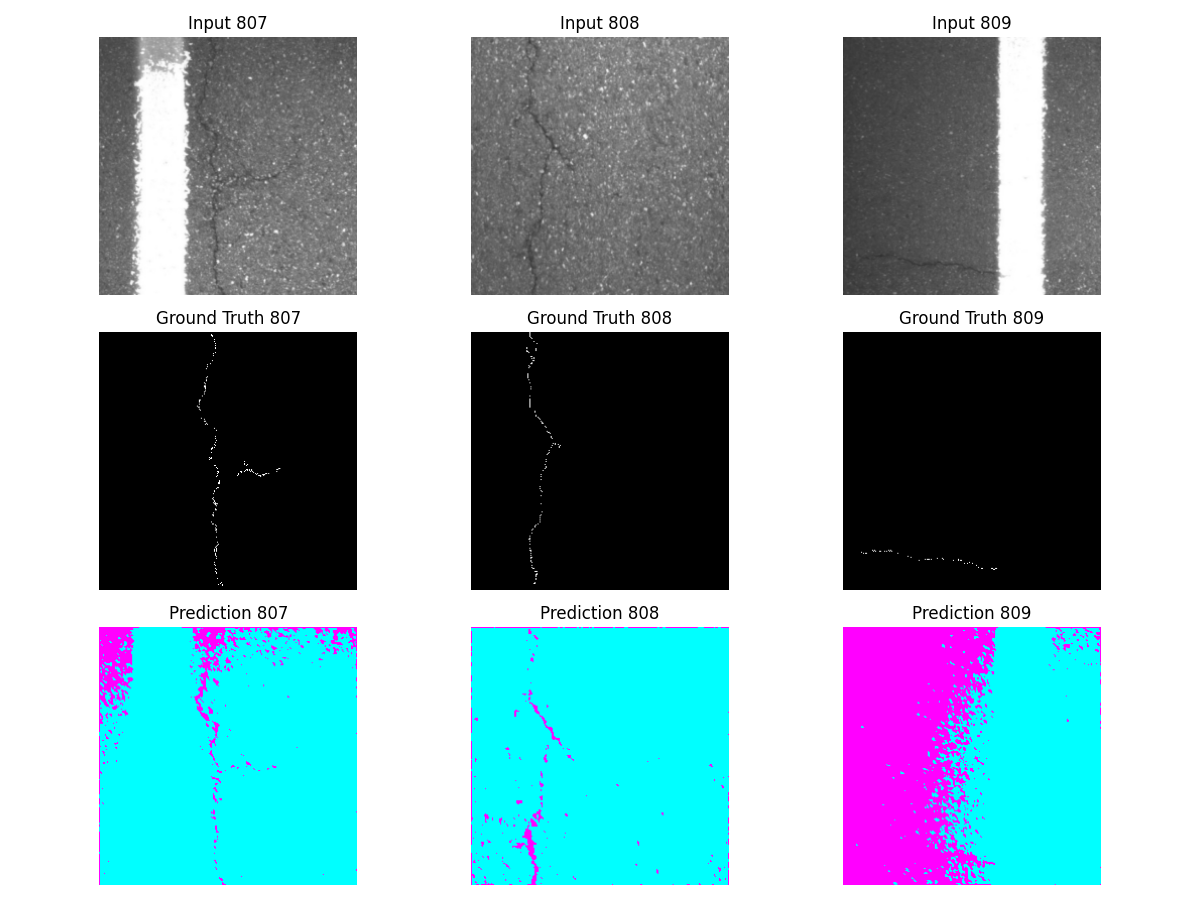 Input 807
Input 808
Input 809
Ground Truth 807
Ground Truth 808
Ground Truth 809
Prediction 807
Prediction 808
Prediction 809